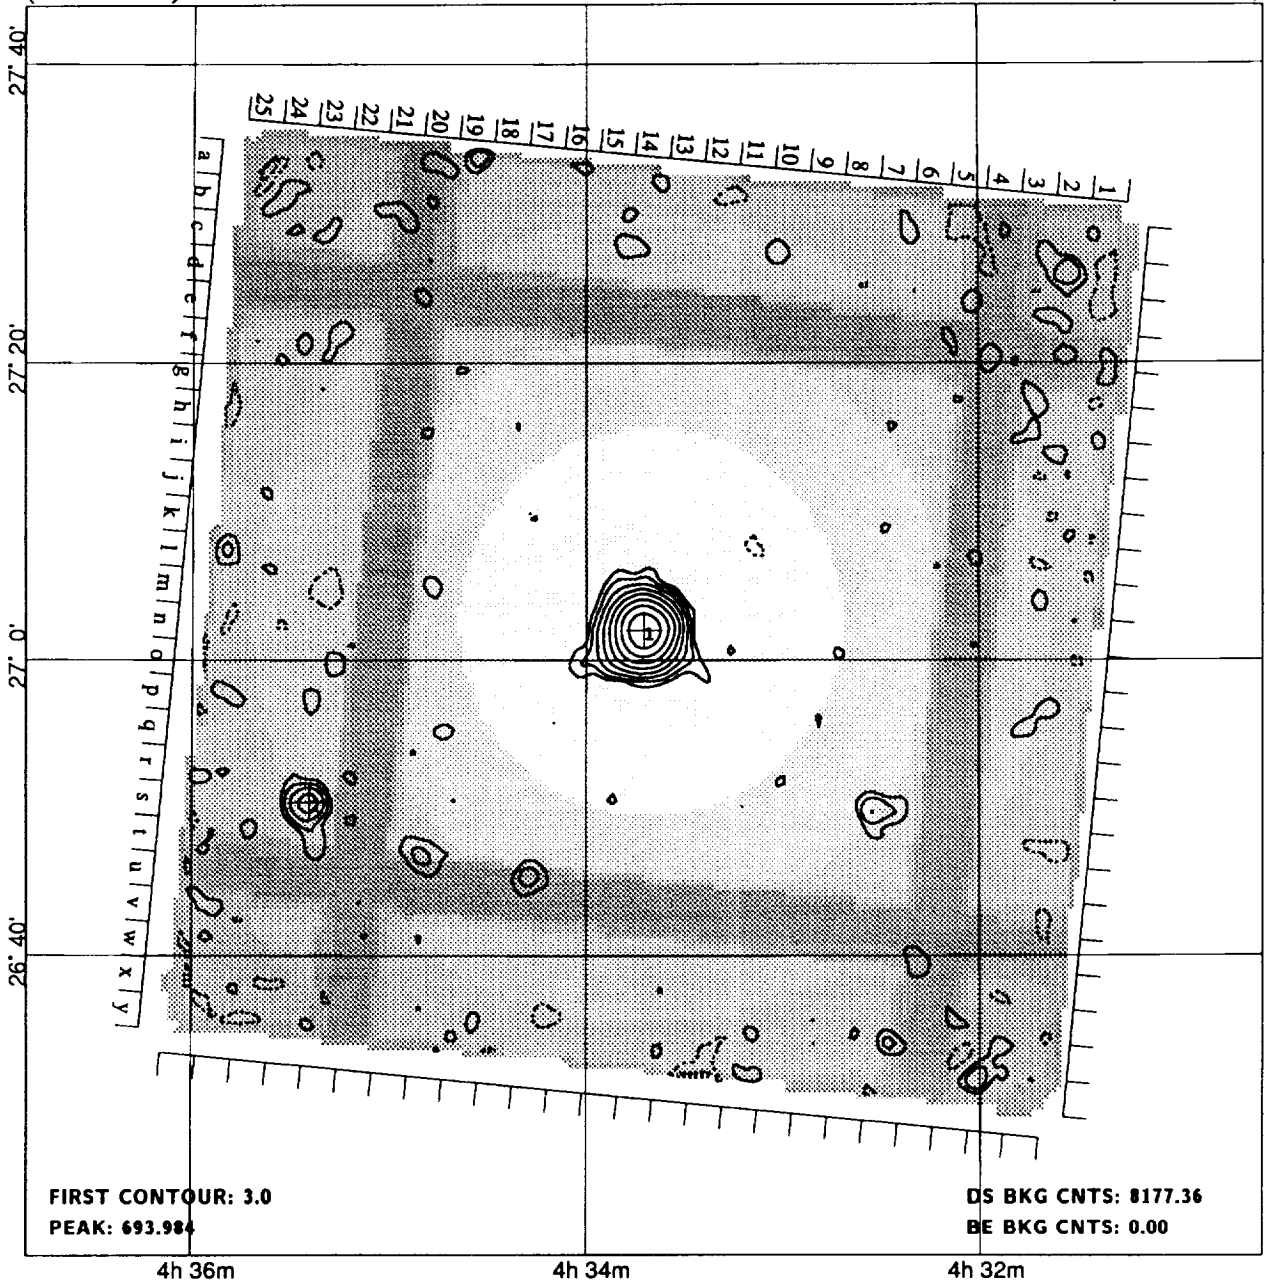 27° 40'
25 24 23 22 21 20 19 18 17 16 15 14 13 12 11 10 9 8 7 6 5 4 3 2 1
a b c d e f g h i j k l m n o p q r s t u v w x y
27° 20'
1
27° 0'
26° 40'
FIRST CONTOUR: 3.0
PEAK: 693.984
DS BKG CNTS: 8177.36
BE BKG CNTS: 0.00
4h 36m
4h 34m
4h 32m